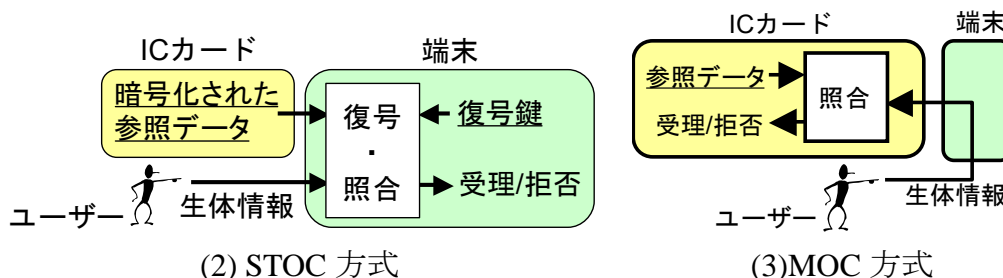 ICカード
端末
暗号化された
参照データ
復号
・
照合
復号鍵
受理/拒否
ユーザー
生体情報
(2) STOC 方式
ICカード
端末
参照データ
照合
受理/拒否
ユーザー
生体情報
(3)MOC 方式